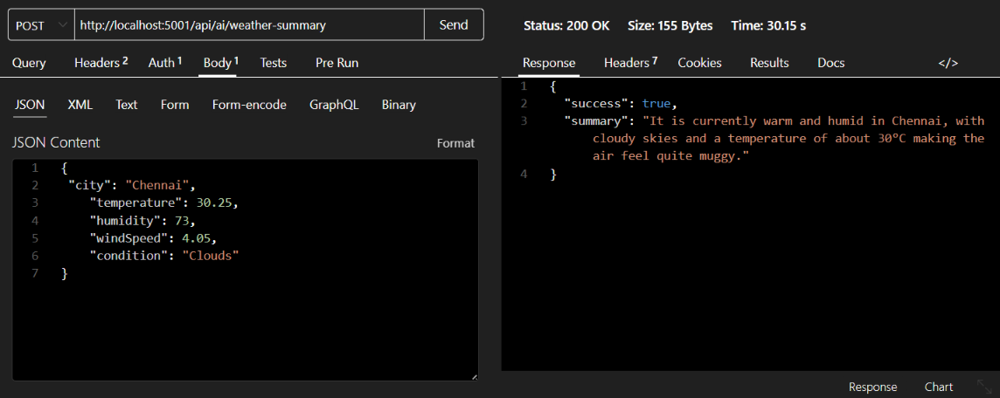 POST http://localhost:5001/api/ai/weather-summary Send
Status: 200 OK Size: 155 Bytes Time: 30.15 s
Query Headers 2 Auth 1 Body 1 Tests Pre Run
Response Headers 7 Cookies Results Docs </>
JSON XML Text Form Form-encode GraphQL Binary
JSON Content Format
1 {
2 "city": "Chennai",
3 "temperature": 30.25,
4 "humidity": 73,
5 "windSpeed": 4.05,
6 "condition": "Clouds"
7 }
1 {
2 "success": true,
3 "summary": "It is currently warm and humid in Chennai, with
cloudy skies and a temperature of about 30°C making the
air feel quite muggy."
4 }
Response Chart